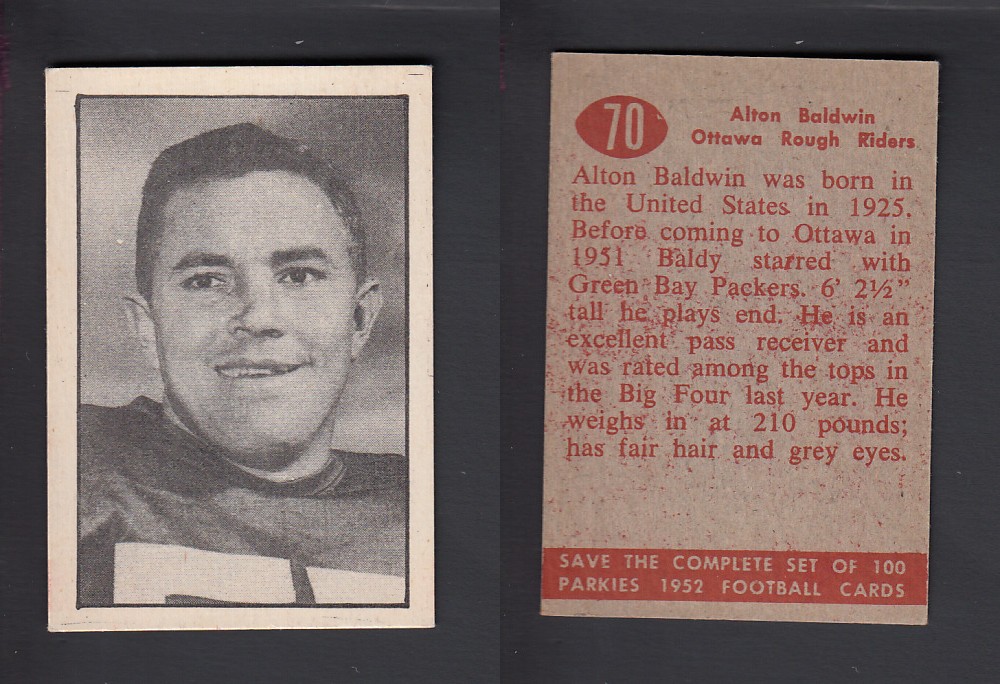 70
Alton Baldwin
Ottawa Rough Riders
Alton Baldwin was born in
the United States in 1925.
Before coming to Ottawa in
1951 Baldy starred with
Green Bay Packers. 6' 2½”
tall he plays end. He is an
excellent pass receiver and
was rated among the tops in
the Big Four last year. He
weighs in at 210 pounds;
has fair hair and grey eyes.
SAVE THE COMPLETE SET OF 100
PARKIES 1952 FOOTBALL CARDS